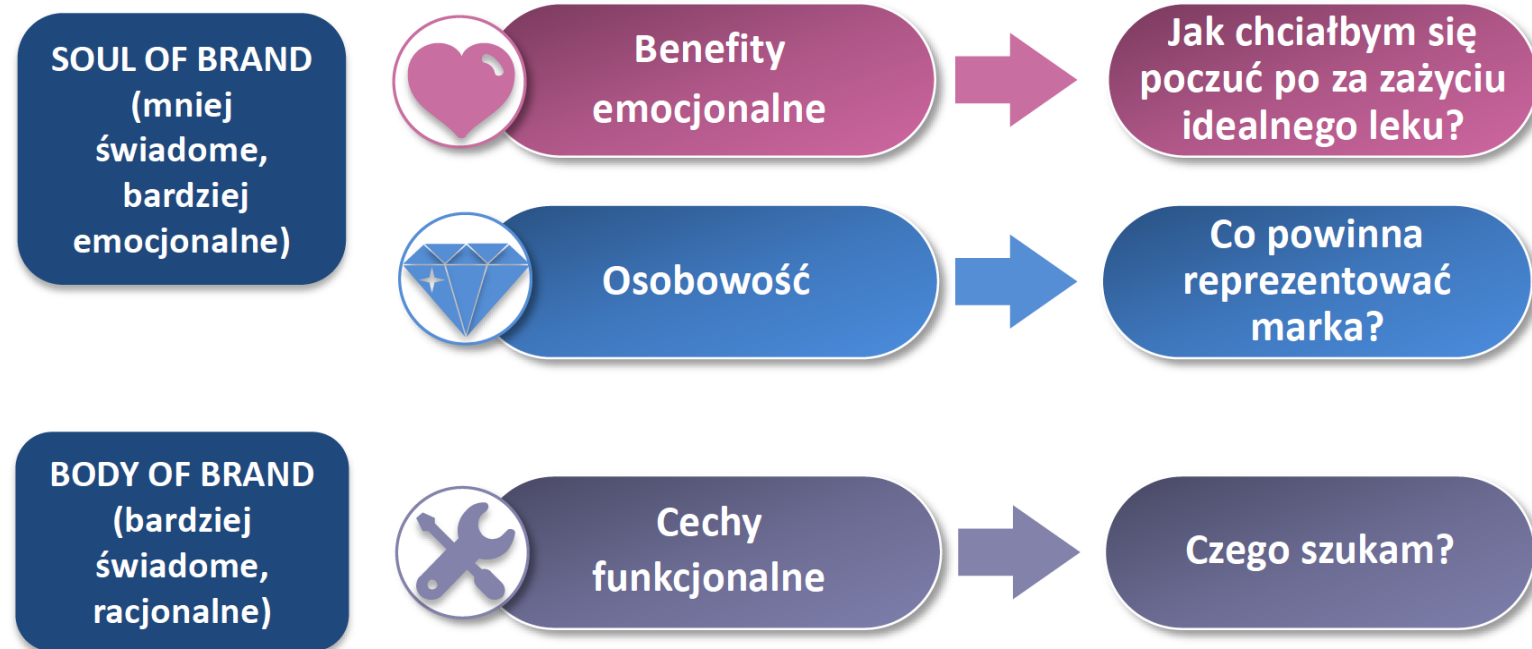 SOUL OF BRAND
(mniej
świadome,
bardziej
emocjonalne)
Benefity
emocjonalne
Jak chciałbym się
poczuć po za zażyciu
idealnego leku?
Osobowość
Co powinna
reprezentować
marka?
BODY OF BRAND
(bardziej
świadome,
racjonalne)
Cechy
funkcjonalne
Czego szukam?